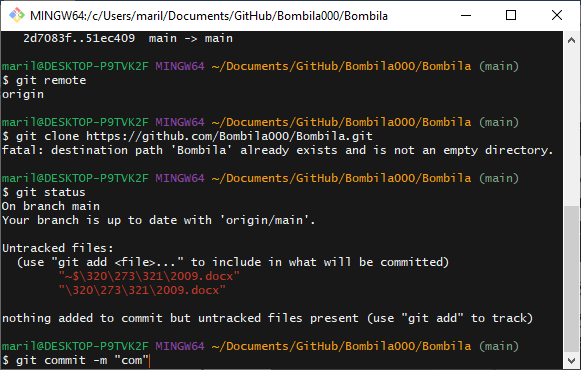 MINGW64:/c/Users/maril/Documents/GitHub/Bombila000/Bombila
2d7083f..51ec409  main -> main
maril@DESKTOP-P9TVK2F MINGW64 ~/Documents/GitHub/Bombila000/Bombila (main)
$ git remote
origin
maril@DESKTOP-P9TVK2F MINGW64 ~/Documents/GitHub/Bombila000/Bombila (main)
$ git clone https://github.com/Bombila000/Bombila.git
fatal: destination path 'Bombila' already exists and is not an empty directory.
maril@DESKTOP-P9TVK2F MINGW64 ~/Documents/GitHub/Bombila000/Bombila (main)
$ git status
On branch main
Your branch is up to date with 'origin/main'.
Untracked files:
  (use "git add <file>..." to include in what will be committed)
        "~$\320\273\321\2009.docx"
        "\320\273\321\2009.docx"
nothing added to commit but untracked files present (use "git add" to track)
maril@DESKTOP-P9TVK2F MINGW64 ~/Documents/GitHub/Bombila000/Bombila (main)
$ git commit -m "com"